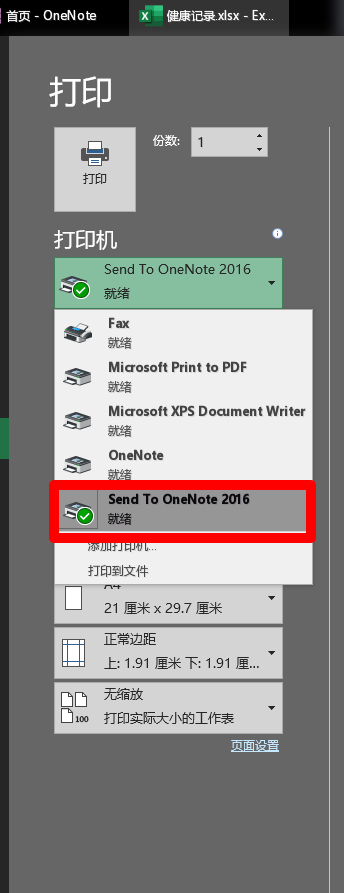 首页 - OneNote
健康记录.xlsx - Ex...
打印
打印
份数:
1
打印机
Send To OneNote 2016
就绪
Fax
就绪
Microsoft Print to PDF
就绪
Microsoft XPS Document Writer
就绪
OneNote
就绪
Send To OneNote 2016
就绪
添加打印机...
打印到文件
A4
21 厘米 x 29.7 厘米
正常边距
上: 1.91 厘米 下: 1.91 厘...
无缩放
100
打印实际大小的工作表
页面设置